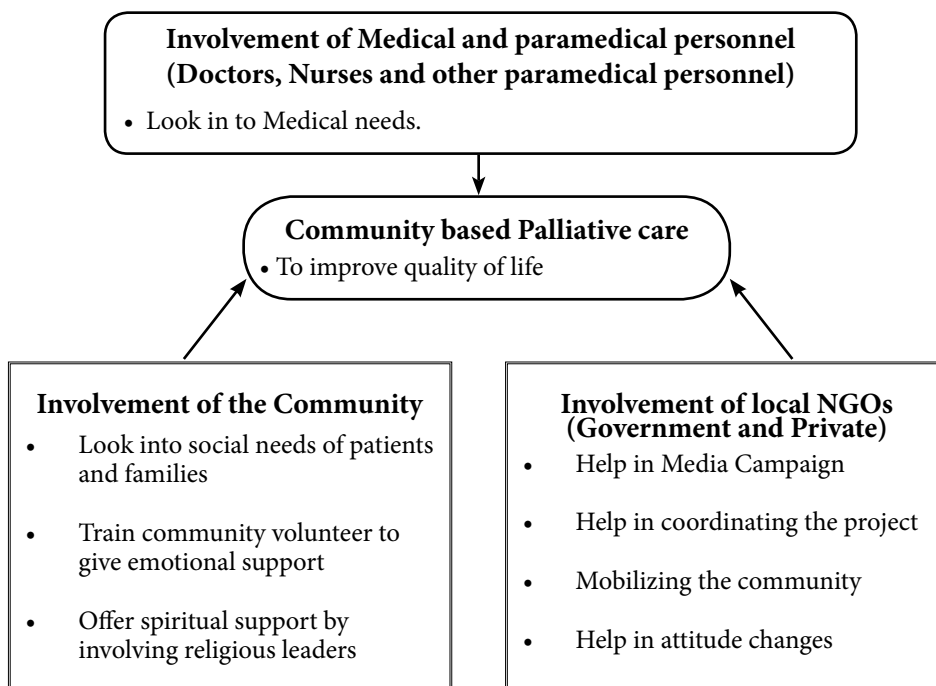 Involvement of Medical and paramedical personnel
(Doctors, Nurses and other paramedical personnel)
• Look in to Medical needs.
Community based Palliative care
• To improve quality of life
Involvement of the Community
• Look into social needs of patients
and families
• Train community volunteer to
give emotional support
• Offer spiritual support by
involving religious leaders
Involvement of local NGOs
(Government and Private)
• Help in Media Campaign
• Help in coordinating the project
• Mobilizing the community
• Help in attitude changes